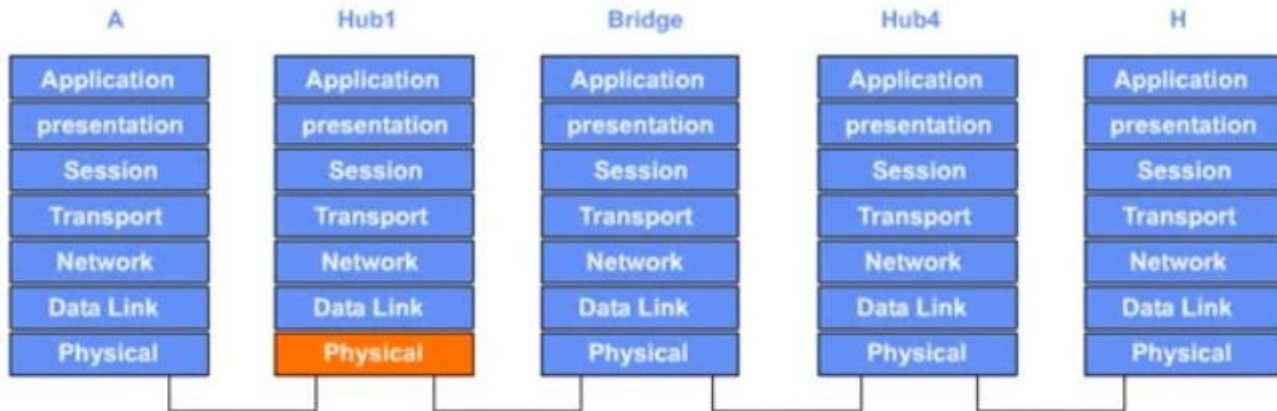 A Hub1 Bridge Hub4 H
Application Application Application Application Application
presentation presentation presentation presentation presentation
Session Session Session Session Session
Transport Transport Transport Transport Transport
Network Network Network Network Network
Data Link Data Link Data Link Data Link Data Link
Physical Physical Physical Physical Physical